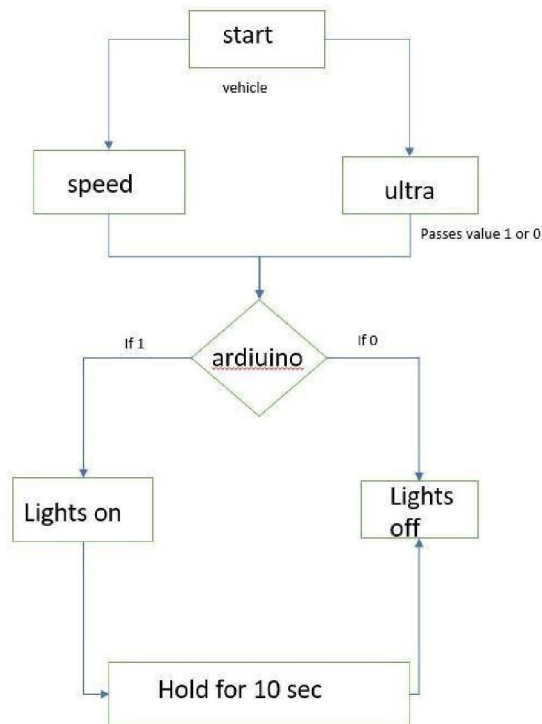 start
vehicle
speed
ultra
Passes value 1 or 0
If 1
ardiuino
If 0
Lights on
Lights
off
Hold for 10 sec